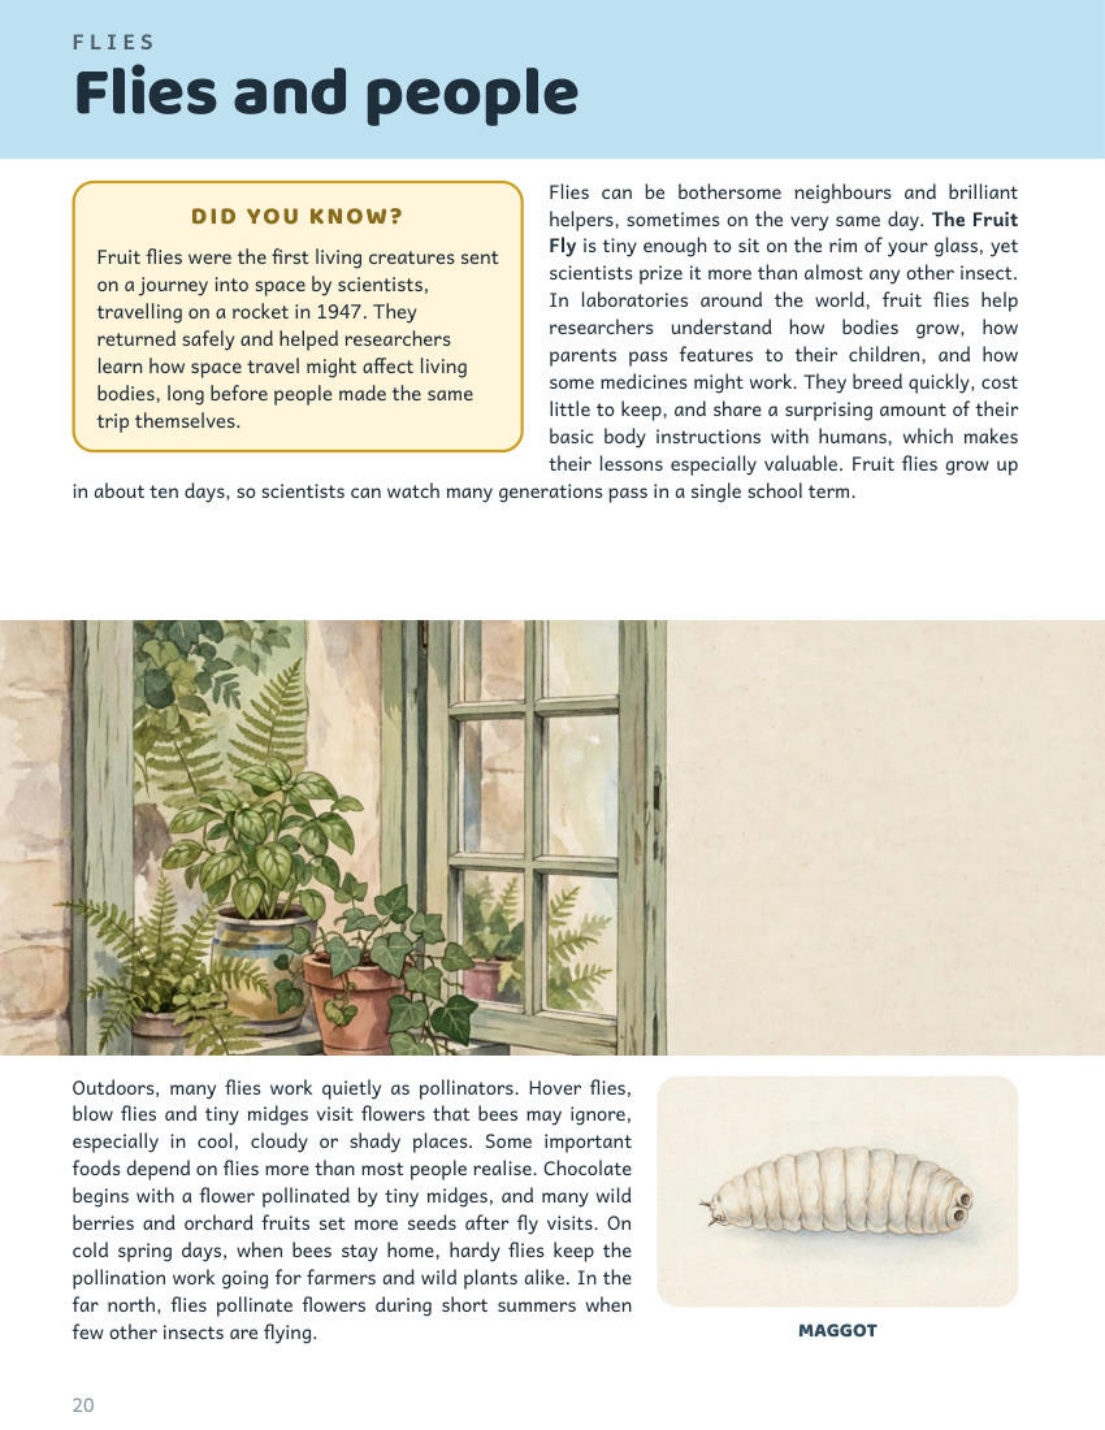 FLIES
Flies and people
DID YOU KNOW?
Fruit flies were the first living creatures sent
on a journey into space by scientists,
travelling on a rocket in 1947. They
returned safely and helped researchers
learn how space travel might affect living
bodies, long before people made the same
trip themselves.
Flies can be bothersome neighbours and brilliant
helpers, sometimes on the very same day. The Fruit
Fly is tiny enough to sit on the rim of your glass, yet
scientists prize it more than almost any other insect.
In laboratories around the world, fruit flies help
researchers understand how bodies grow, how
parents pass features to their children, and how
some medicines might work. They breed quickly, cost
little to keep, and share a surprising amount of their
basic body instructions with humans, which makes
their lessons especially valuable. Fruit flies grow up
in about ten days, so scientists can watch many generations pass in a single school term.
Outdoors, many flies work quietly as pollinators. Hover flies,
blow flies and tiny midges visit flowers that bees may ignore,
especially in cool, cloudy or shady places. Some important
foods depend on flies more than most people realise. Chocolate
begins with a flower pollinated by tiny midges, and many wild
berries and orchard fruits set more seeds after fly visits. On
cold spring days, when bees stay home, hardy flies keep the
pollination work going for farmers and wild plants alike. In the
far north, flies pollinate flowers during short summers when
few other insects are flying.
MAGGOT
20